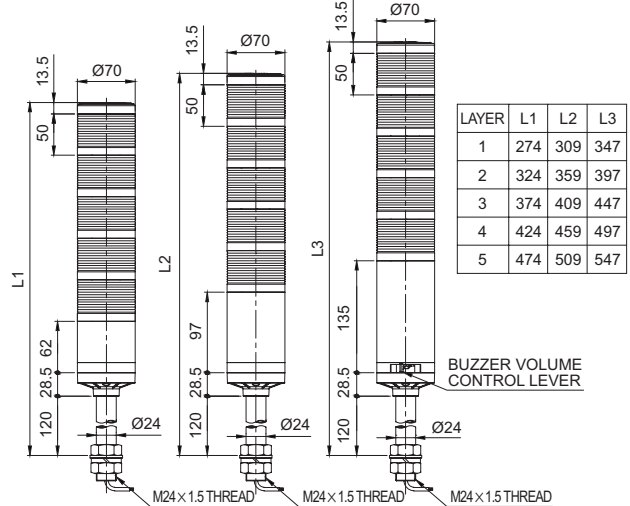 13.5
Ø70
50
L1
62
28.5
120
Ø24
M24×1.5 THREAD
13.5
Ø70
50
L2
97
28.5
120
Ø24
M24×1.5 THREAD
13.5
Ø70
50
L3
135
28.5
120
Ø24
M24×1.5 THREAD
BUZZER VOLUME
CONTROL LEVER
LAYER L1 L2 L3
1 274 309 347
2 324 359 397
3 374 409 447
4 424 459 497
5 474 509 547